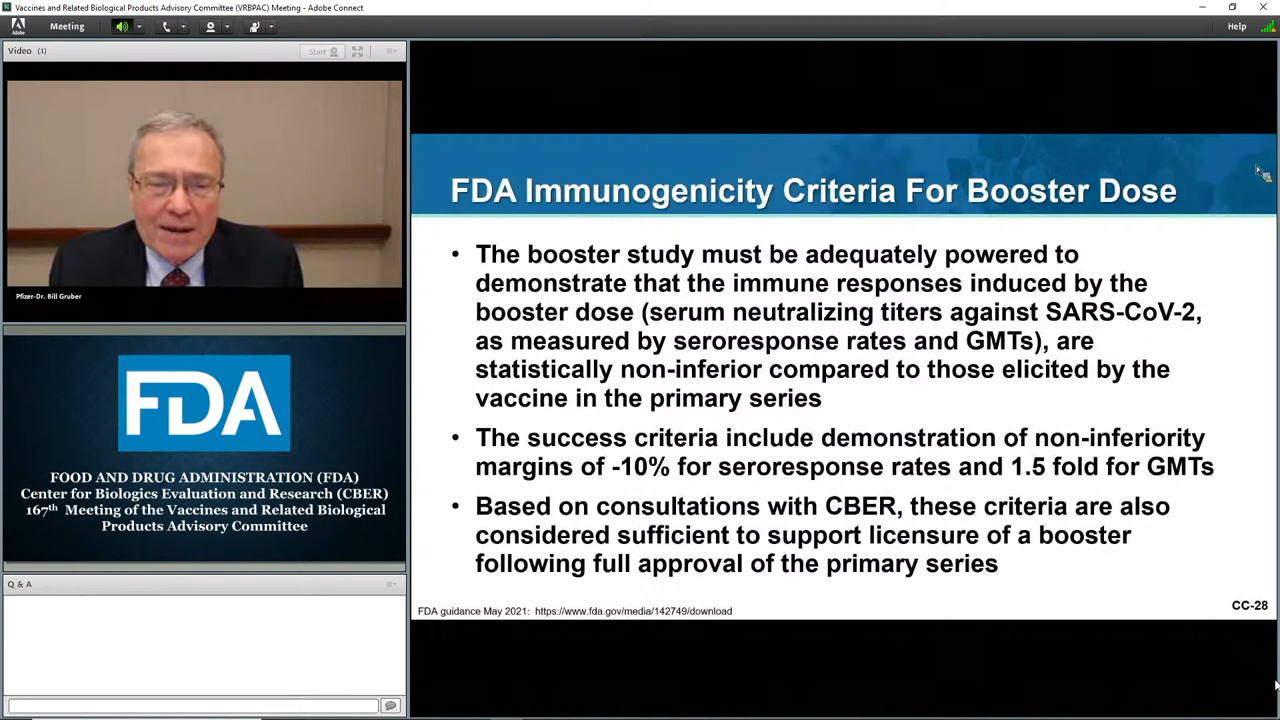 Vaccines and Related Biological Products Advisory Committee (VRBPAC) Meeting - Adobe Connect
Adobe
Meeting
Help
Video (1)
Start
Pfizer-Dr. Bill Gruber
FDA
FOOD AND DRUG ADMINISTRATION (FDA)
Center for Biologics Evaluation and Research (CBER)
167th Meeting of the Vaccines and Related Biological
Products Advisory Committee
Q & A
FDA Immunogenicity Criteria For Booster Dose
• The booster study must be adequately powered to
demonstrate that the immune responses induced by the
booster dose (serum neutralizing titers against SARS-CoV-2,
as measured by seroresponse rates and GMTs), are
statistically non-inferior compared to those elicited by the
vaccine in the primary series
• The success criteria include demonstration of non-inferiority
margins of -10% for seroresponse rates and 1.5 fold for GMTs
• Based on consultations with CBER, these criteria are also
considered sufficient to support licensure of a booster
following full approval of the primary series
FDA guidance May 2021: https://www.fda.gov/media/142749/download
CC-28